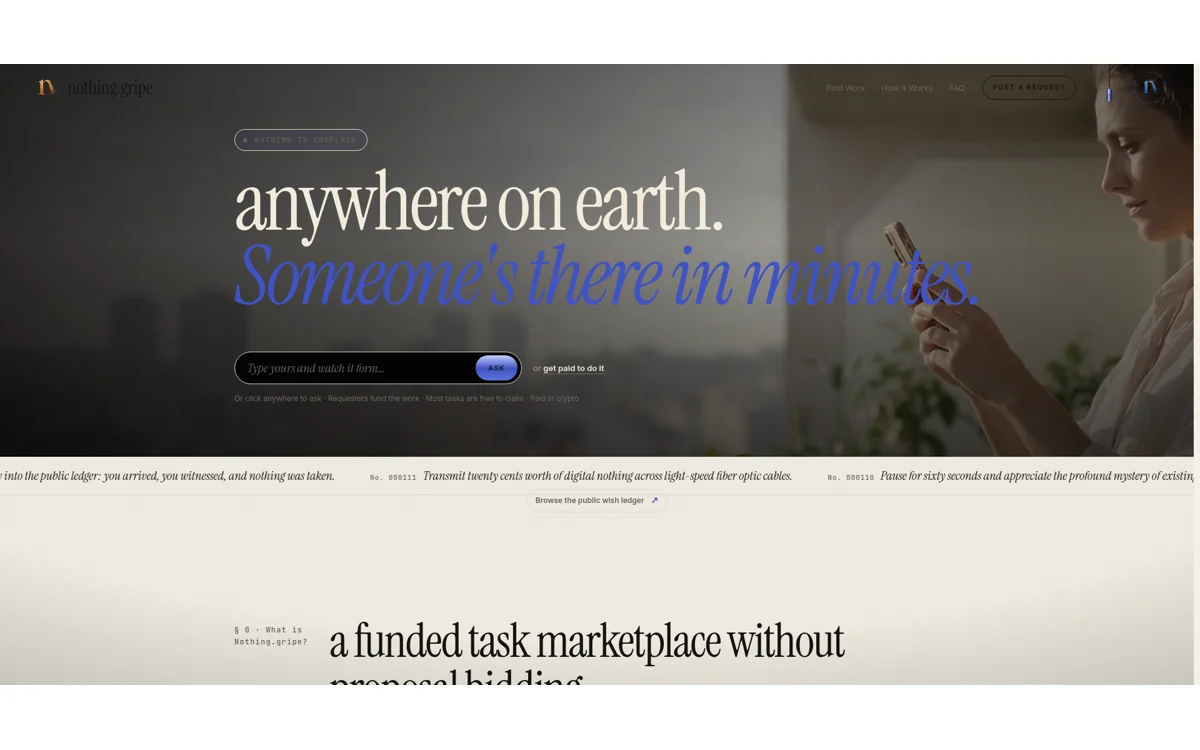 nothing.gripe
Find Work
How It Works
FAQ
POST A REQUEST
NOTHING TO COMPLAIN
anywhere on earth.
Someone's there in minutes.
Type yours and watch it form...
ASK
or get paid to do it
Or click anywhere to ask · Requesters fund the work · Most tasks are free to claim · Paid in crypto
into the public ledger: you arrived, you witnessed, and nothing was taken.
No. 000111 Transmit twenty cents worth of digital nothing across light-speed fiber optic cables.
No. 000110 Pause for sixty seconds and appreciate the profound mystery of
Browse the public wish ledger ↗
§ 0 · What is
Nothing.gripe?
a funded task marketplace without
proposal bidding